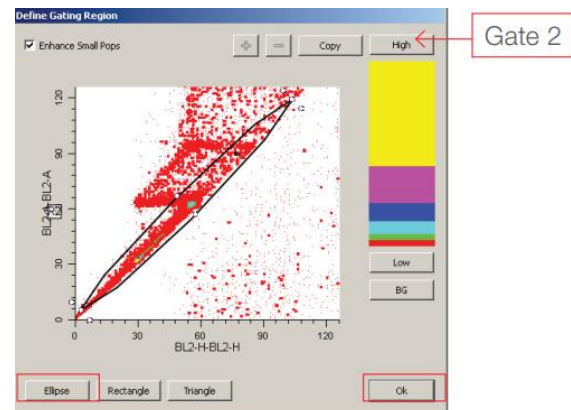 Define Gating Region
Enhance Small Pops
Copy
High
Gate 2
120
90
60
30
0
BL2-A-BL2-A
0 30 60 90 120
BL2-H-BL2-H
Low
BG
Ellipse Rectangle Triangle Ok